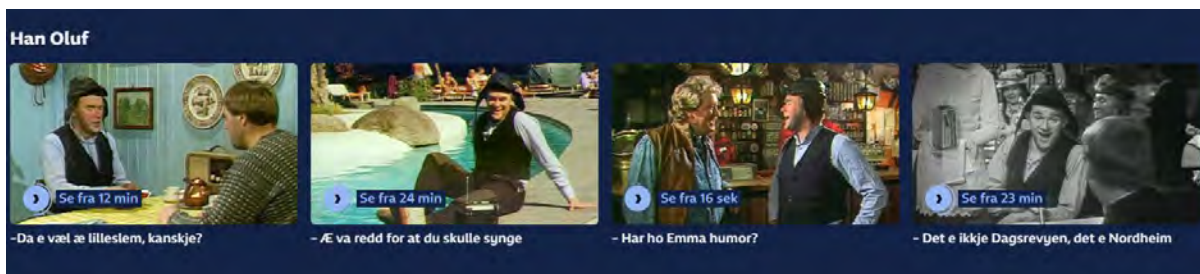 Han Oluf
Se fra 12 min
Se fra 24 min
Se fra 16 sek
Se fra 23 min
-Da e væl æ lilleslem, kanskje?
- Æ va redd for at du skulle synge
- Har ho Emma humor?
- Det e ikkje Dagsrevyen, det e Nordheim